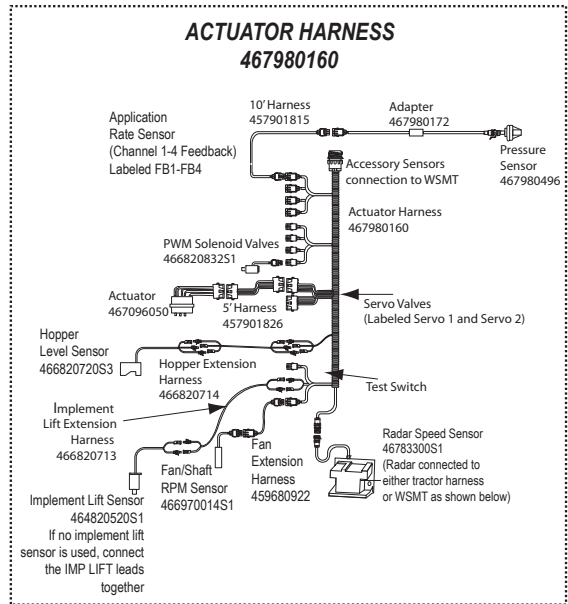 ACTUATOR HARNESS
467980160
10' Harness
457901815
Adapter
467980172
Application
Rate Sensor
(Channel 1-4 Feedback)
Labeled FB1-FB4
Pressure
Sensor
467980496
Accessory Sensors
connection to WSMT
Actuator Harness
467980160
PWM Solenoid Valves
466820832S1
Actuator
467096050
5' Harness
457901826
Servo Valves
(Labeled Servo 1 and Servo 2)
Hopper
Level Sensor
466820720S3
Hopper Extension
Harness
466820714
Test Switch
Implement
Lift Extension
Harness
466820713
Fan/Shaft
RPM Sensor
466970014S1
Fan
Extension
Harness
459680922
Radar Speed Sensor
46783300S1
(Radar connected to
either tractor harness
or WSMT as shown below)
Implement Lift Sensor
464820520S1
If no implement lift
sensor is used, connect
the IMP LIFT leads
together